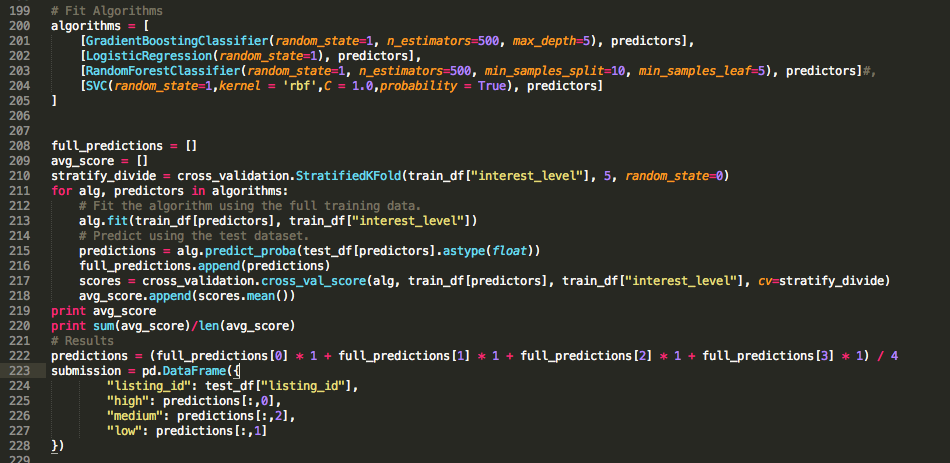 199 # Fit Algorithms
200 algorithms = [
201     [GradientBoostingClassifier(random_state=1, n_estimators=500, max_depth=5), predictors],
202     [LogisticRegression(random_state=1), predictors],
203     [RandomForestClassifier(random_state=1, n_estimators=500, min_samples_split=10, min_samples_leaf=5), predictors]#,
204     [SVC(random_state=1,kernel = 'rbf',C = 1.0,probability = True), predictors]
205 ]
206
207
208 full_predictions = []
209 avg_score = []
210 stratify_divide = cross_validation.StratifiedKFold(train_df["interest_level"], 5, random_state=0)
211 for alg, predictors in algorithms:
212     # Fit the algorithm using the full training data.
213     alg.fit(train_df[predictors], train_df["interest_level"])
214     # Predict using the test dataset.
215     predictions = alg.predict_proba(test_df[predictors].astype(float))
216     full_predictions.append(predictions)
217     scores = cross_validation.cross_val_score(alg, train_df[predictors], train_df["interest_level"], cv=stratify_divide)
218     avg_score.append(scores.mean())
219 print avg_score
220 print sum(avg_score)/len(avg_score)
221 # Results
222 predictions = (full_predictions[0] * 1 + full_predictions[1] * 1 + full_predictions[2] * 1 + full_predictions[3] * 1) / 4
223 submission = pd.DataFrame({
224         "listing_id": test_df["listing_id"],
225         "high": predictions[:,0],
226         "medium": predictions[:,2],
227         "low": predictions[:,1]
228 })
229